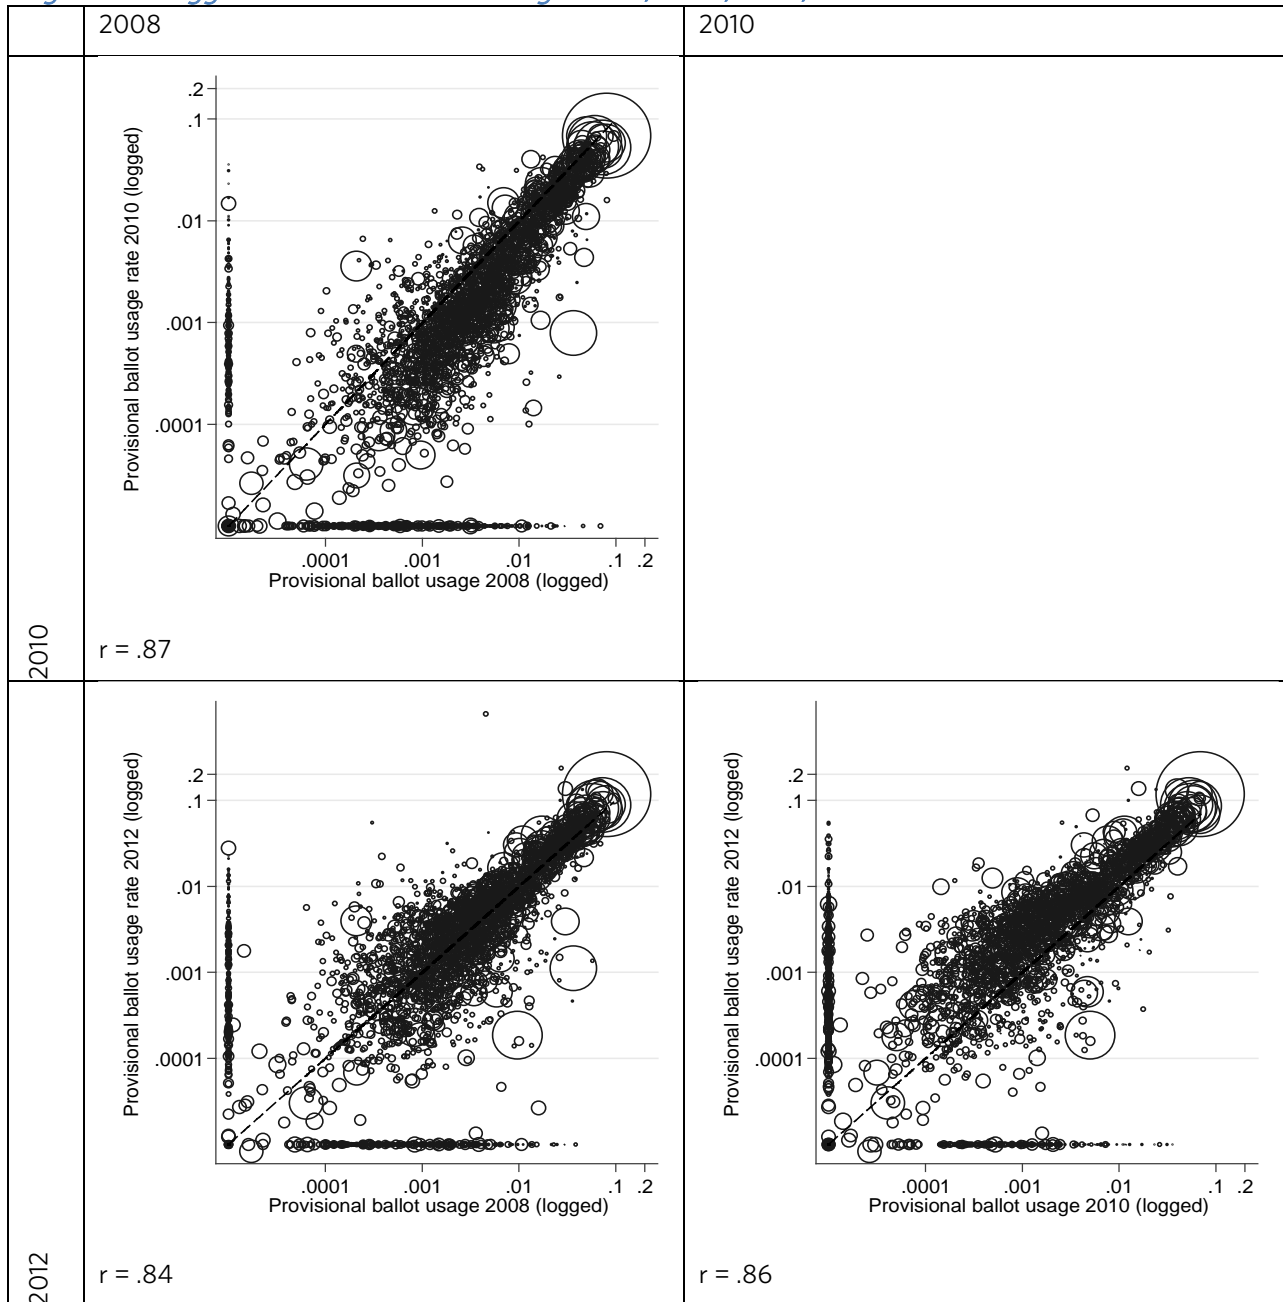 2008
2010
2010
.2
.1
.01
.001
.0001
Provisional ballot usage rate 2010 (logged)
.0001 .001 .01 .1 .2
Provisional ballot usage 2008 (logged)
r = .87
2012
.2
.1
.01
.001
.0001
Provisional ballot usage rate 2012 (logged)
.0001 .001 .01 .1 .2
Provisional ballot usage 2008 (logged)
r = .84
.2
.1
.01
.001
.0001
Provisional ballot usage rate 2012 (logged)
.0001 .001 .01 .1 .2
Provisional ballot usage 2010 (logged)
r = .86